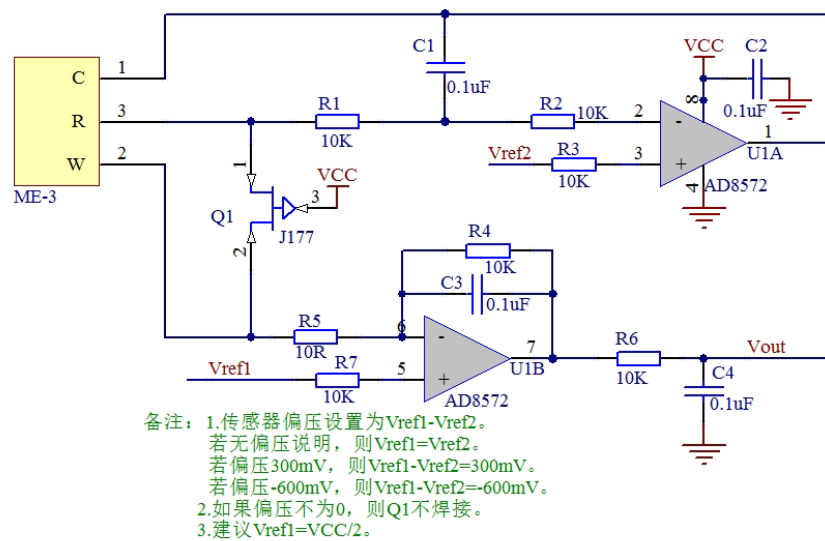 C1
0.1uF
VCC
C2
0.1uF
C
1
R
3
W
2
ME-3
R1
10K
R2
10K
2
8
1
U1A
Vref2
R3
10K
3
4
AD8572
1
3
VCC
Q1
J177
2
R4
10K
C3
0.1uF
R5
10R
6
7
U1B
R6
10K
Vout
Vref1
R7
10K
5
AD8572
C4
0.1uF
备注：1.传感器偏压设置为Vref1-Vref2。
若无偏压说明，则Vref1=Vref2。
若偏压300mV，则Vref1-Vref2=300mV。
若偏压-600mV，则Vref1-Vref2=-600mV。
2.如果偏压不为0，则Q1不焊接。
3.建议Vref1=VCC/2。